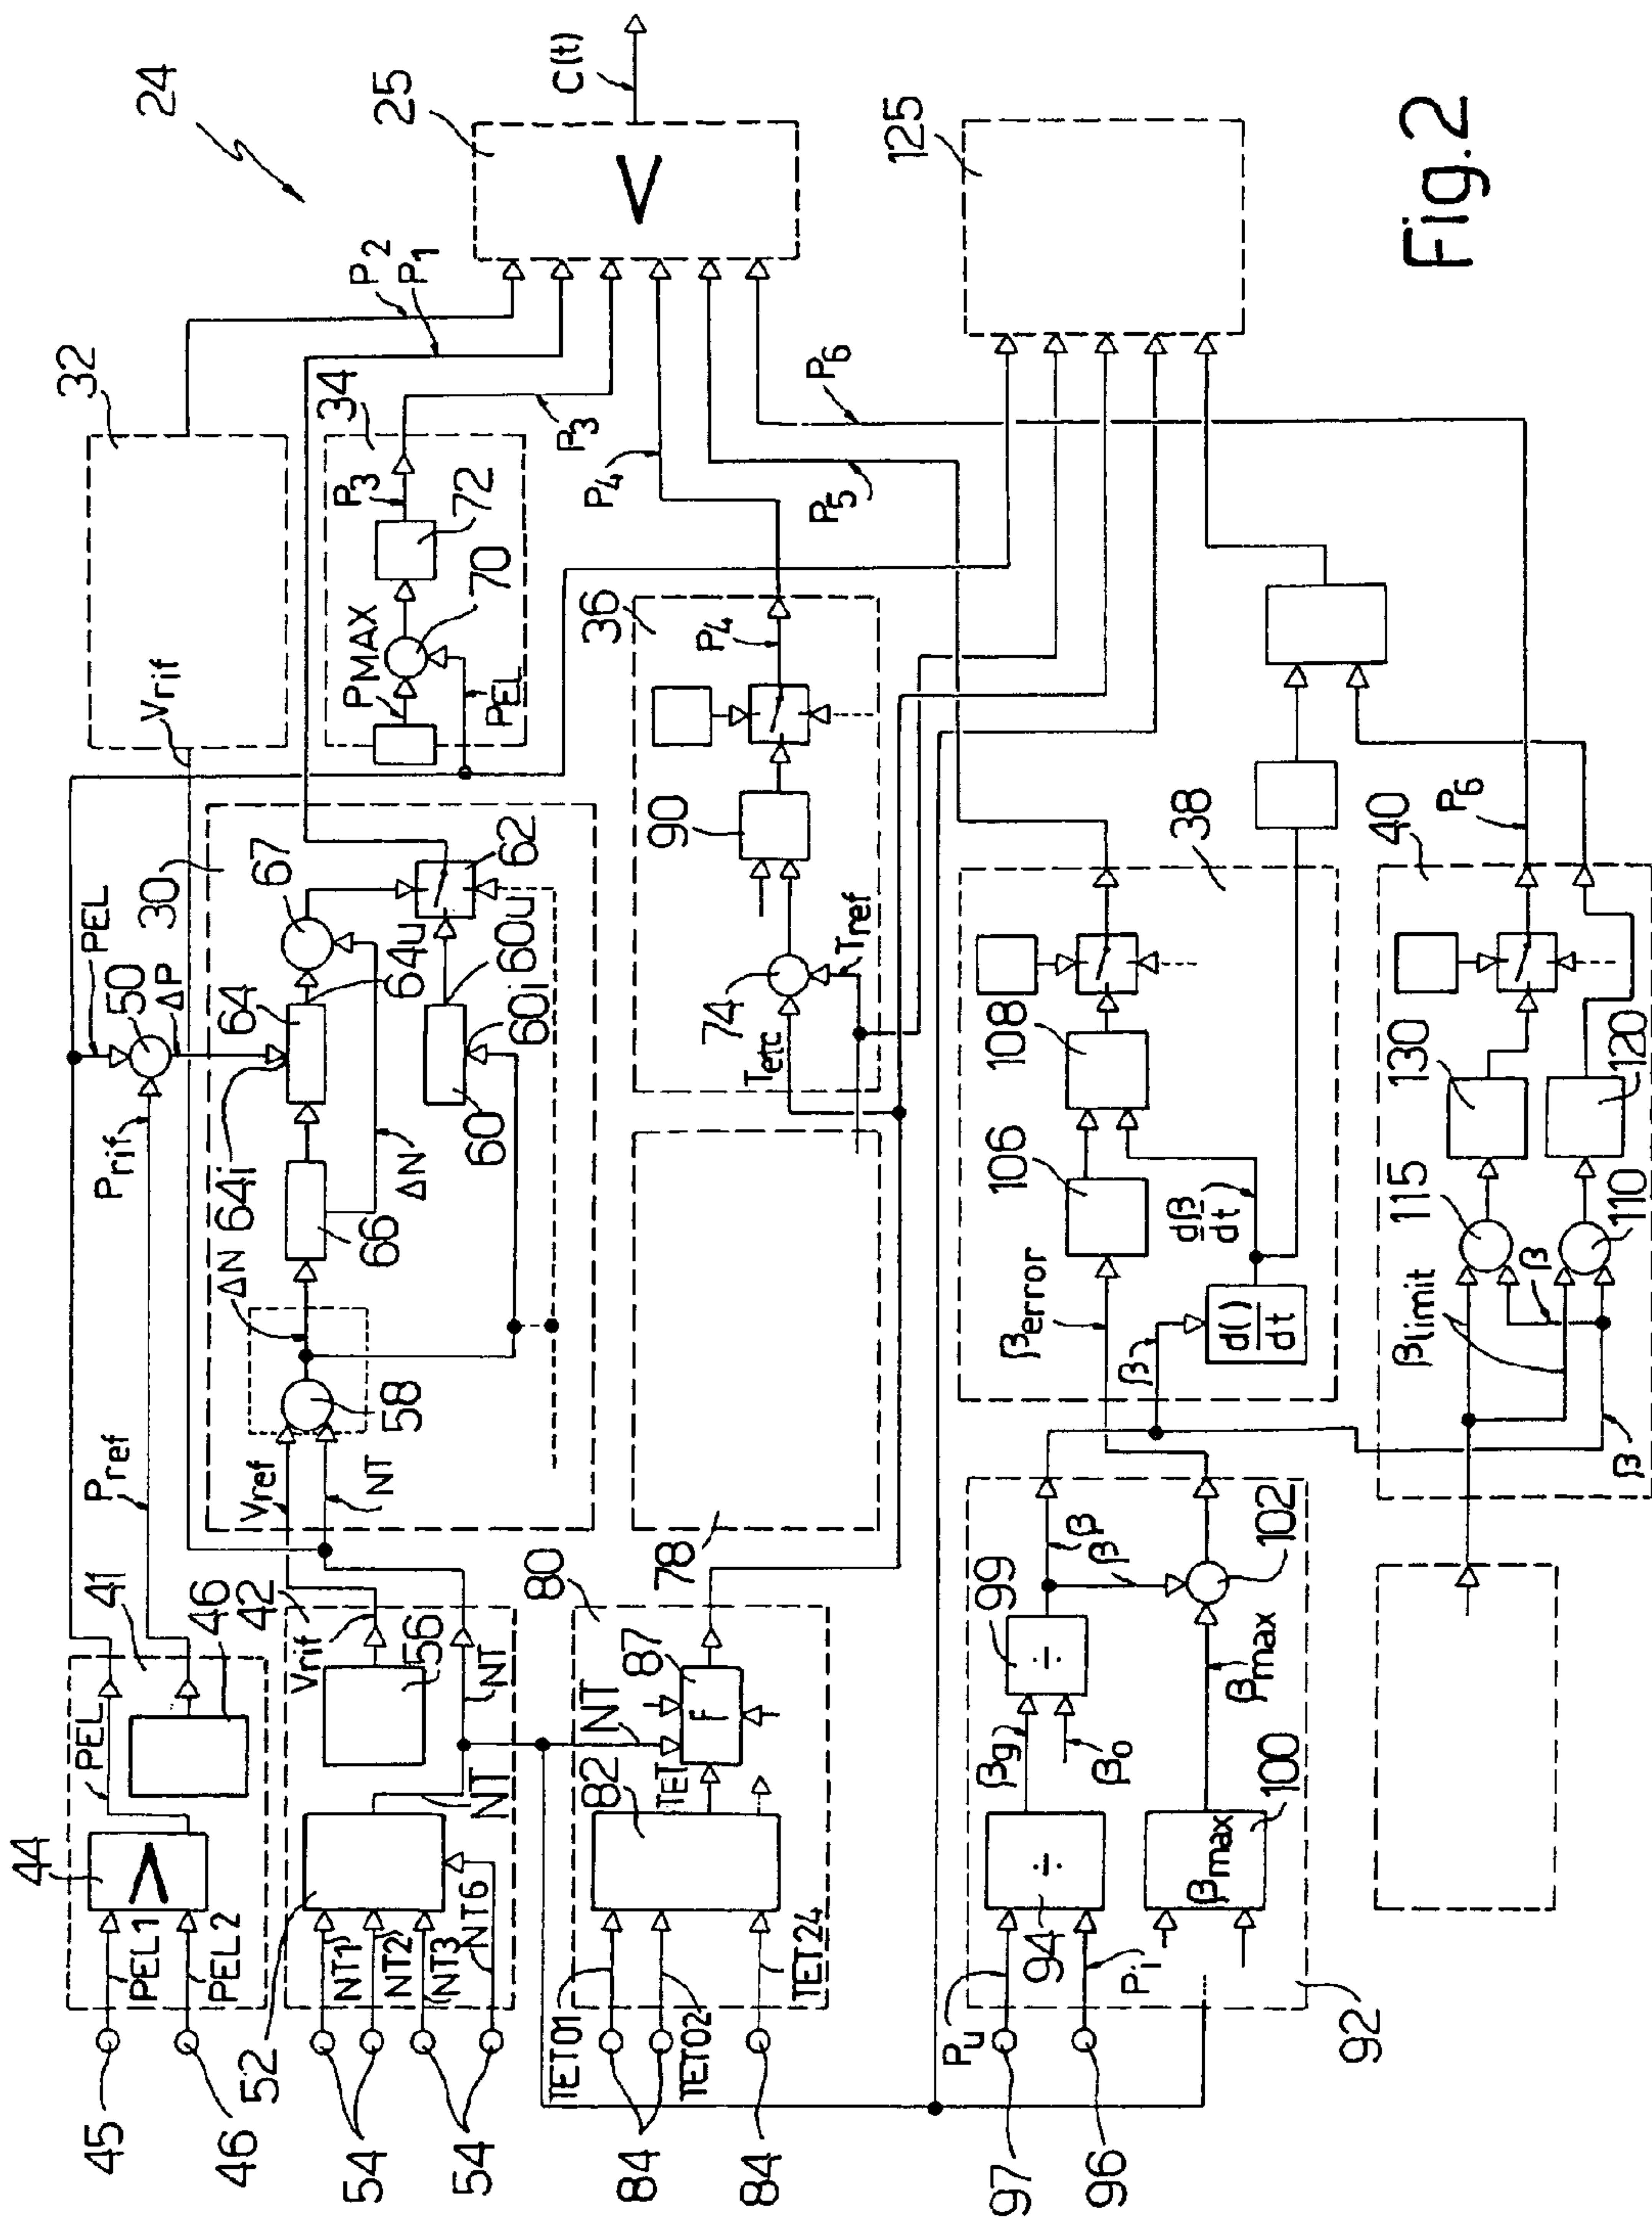 24
25
C(t)
V
125
Fig.2
32
P2
P1
Vrif
34
P3
P3
72
70
PMAX
PEL
P4
P5
P6
36
P4
90
74
Tref
Tetc
30
67
62
64u
64
60u
60i
60
64i
66
ΔN
ΔN
58
PEL
50
ΔP
Prif
Pref
Vref
NT
38
108
106
dβ
dt
d()
dt
βerror
β
40
P6
130
120
115
110
βlimit
β
β
41
PEL
46
44
Λ
PEL1
PEL2
45
46
42
Vrif
56
NT
NT
52
NT1
NT2
NT3
NT6
54
54
80
78
87
F
NT
TET
82
TET01
TET02
TET24
84
84
99
÷
β
β
102
βg
βo
βmax
94
÷
βmax
100
Pu
Pi
97
96
92